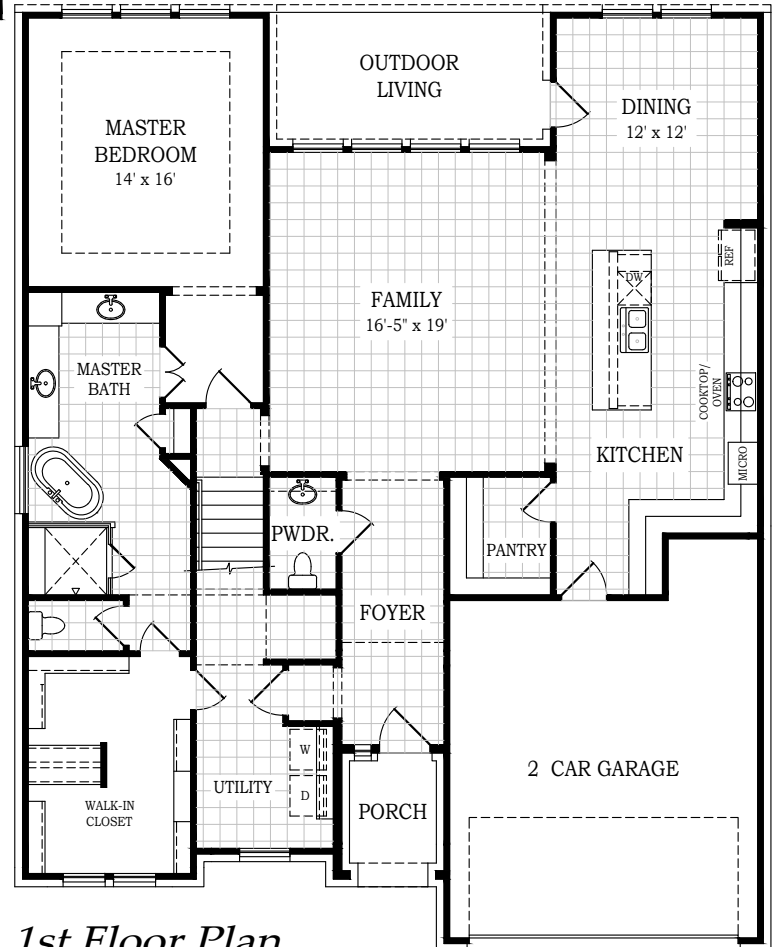 OUTDOOR
LIVING
DINING
12' x 12'
MASTER
BEDROOM
14' x 16'
REF
DW
FAMILY
16'-5" x 19'
MASTER
BATH
COOKTOP/
OVEN
KITCHEN
MICRO
PWDR.
PANTRY
FOYER
W
D
UTILITY
2 CAR GARAGE
WALK-IN
CLOSET
PORCH
1st Floor Plan